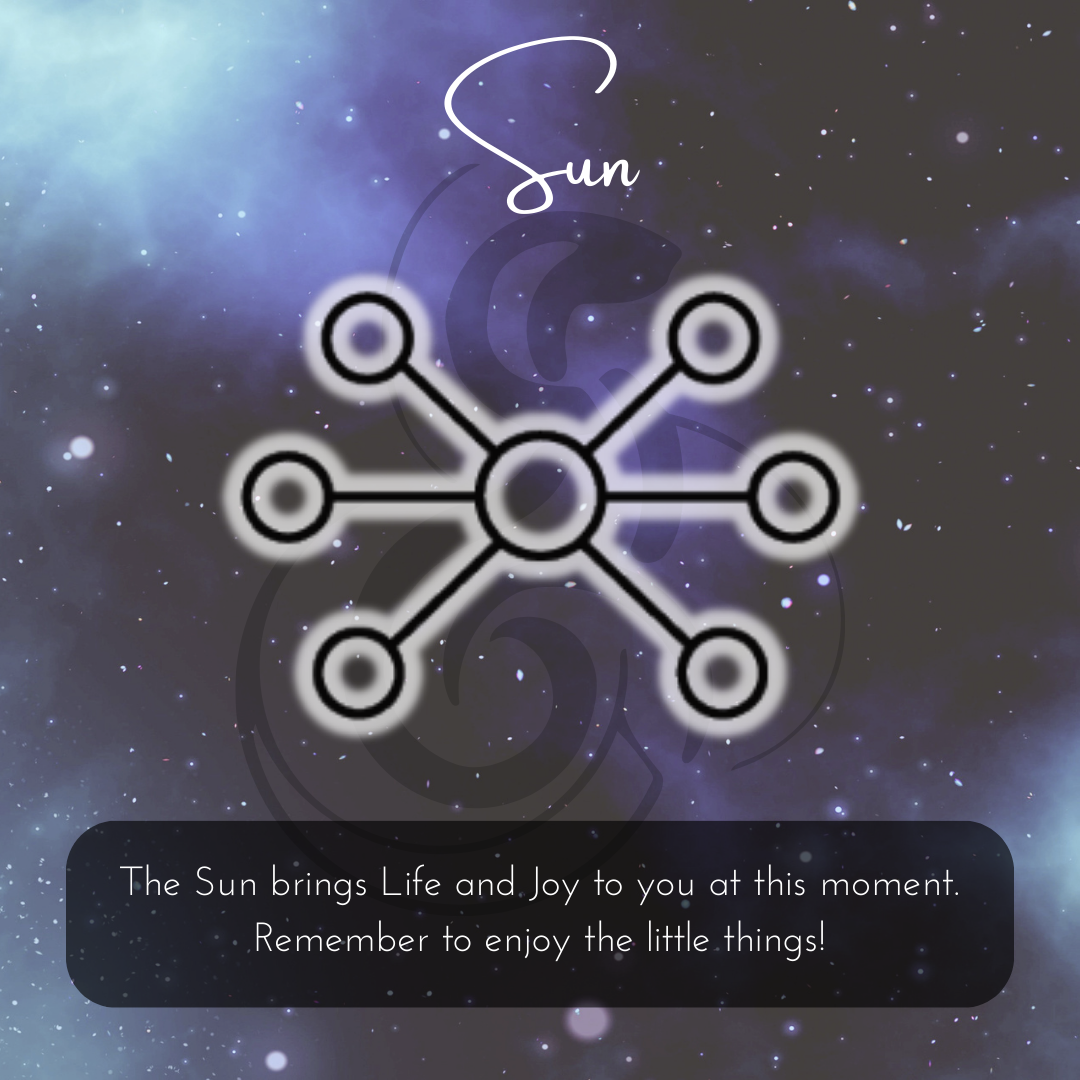 Sun
The Sun brings Life and Joy to you at this moment.
Remember to enjoy the little things!